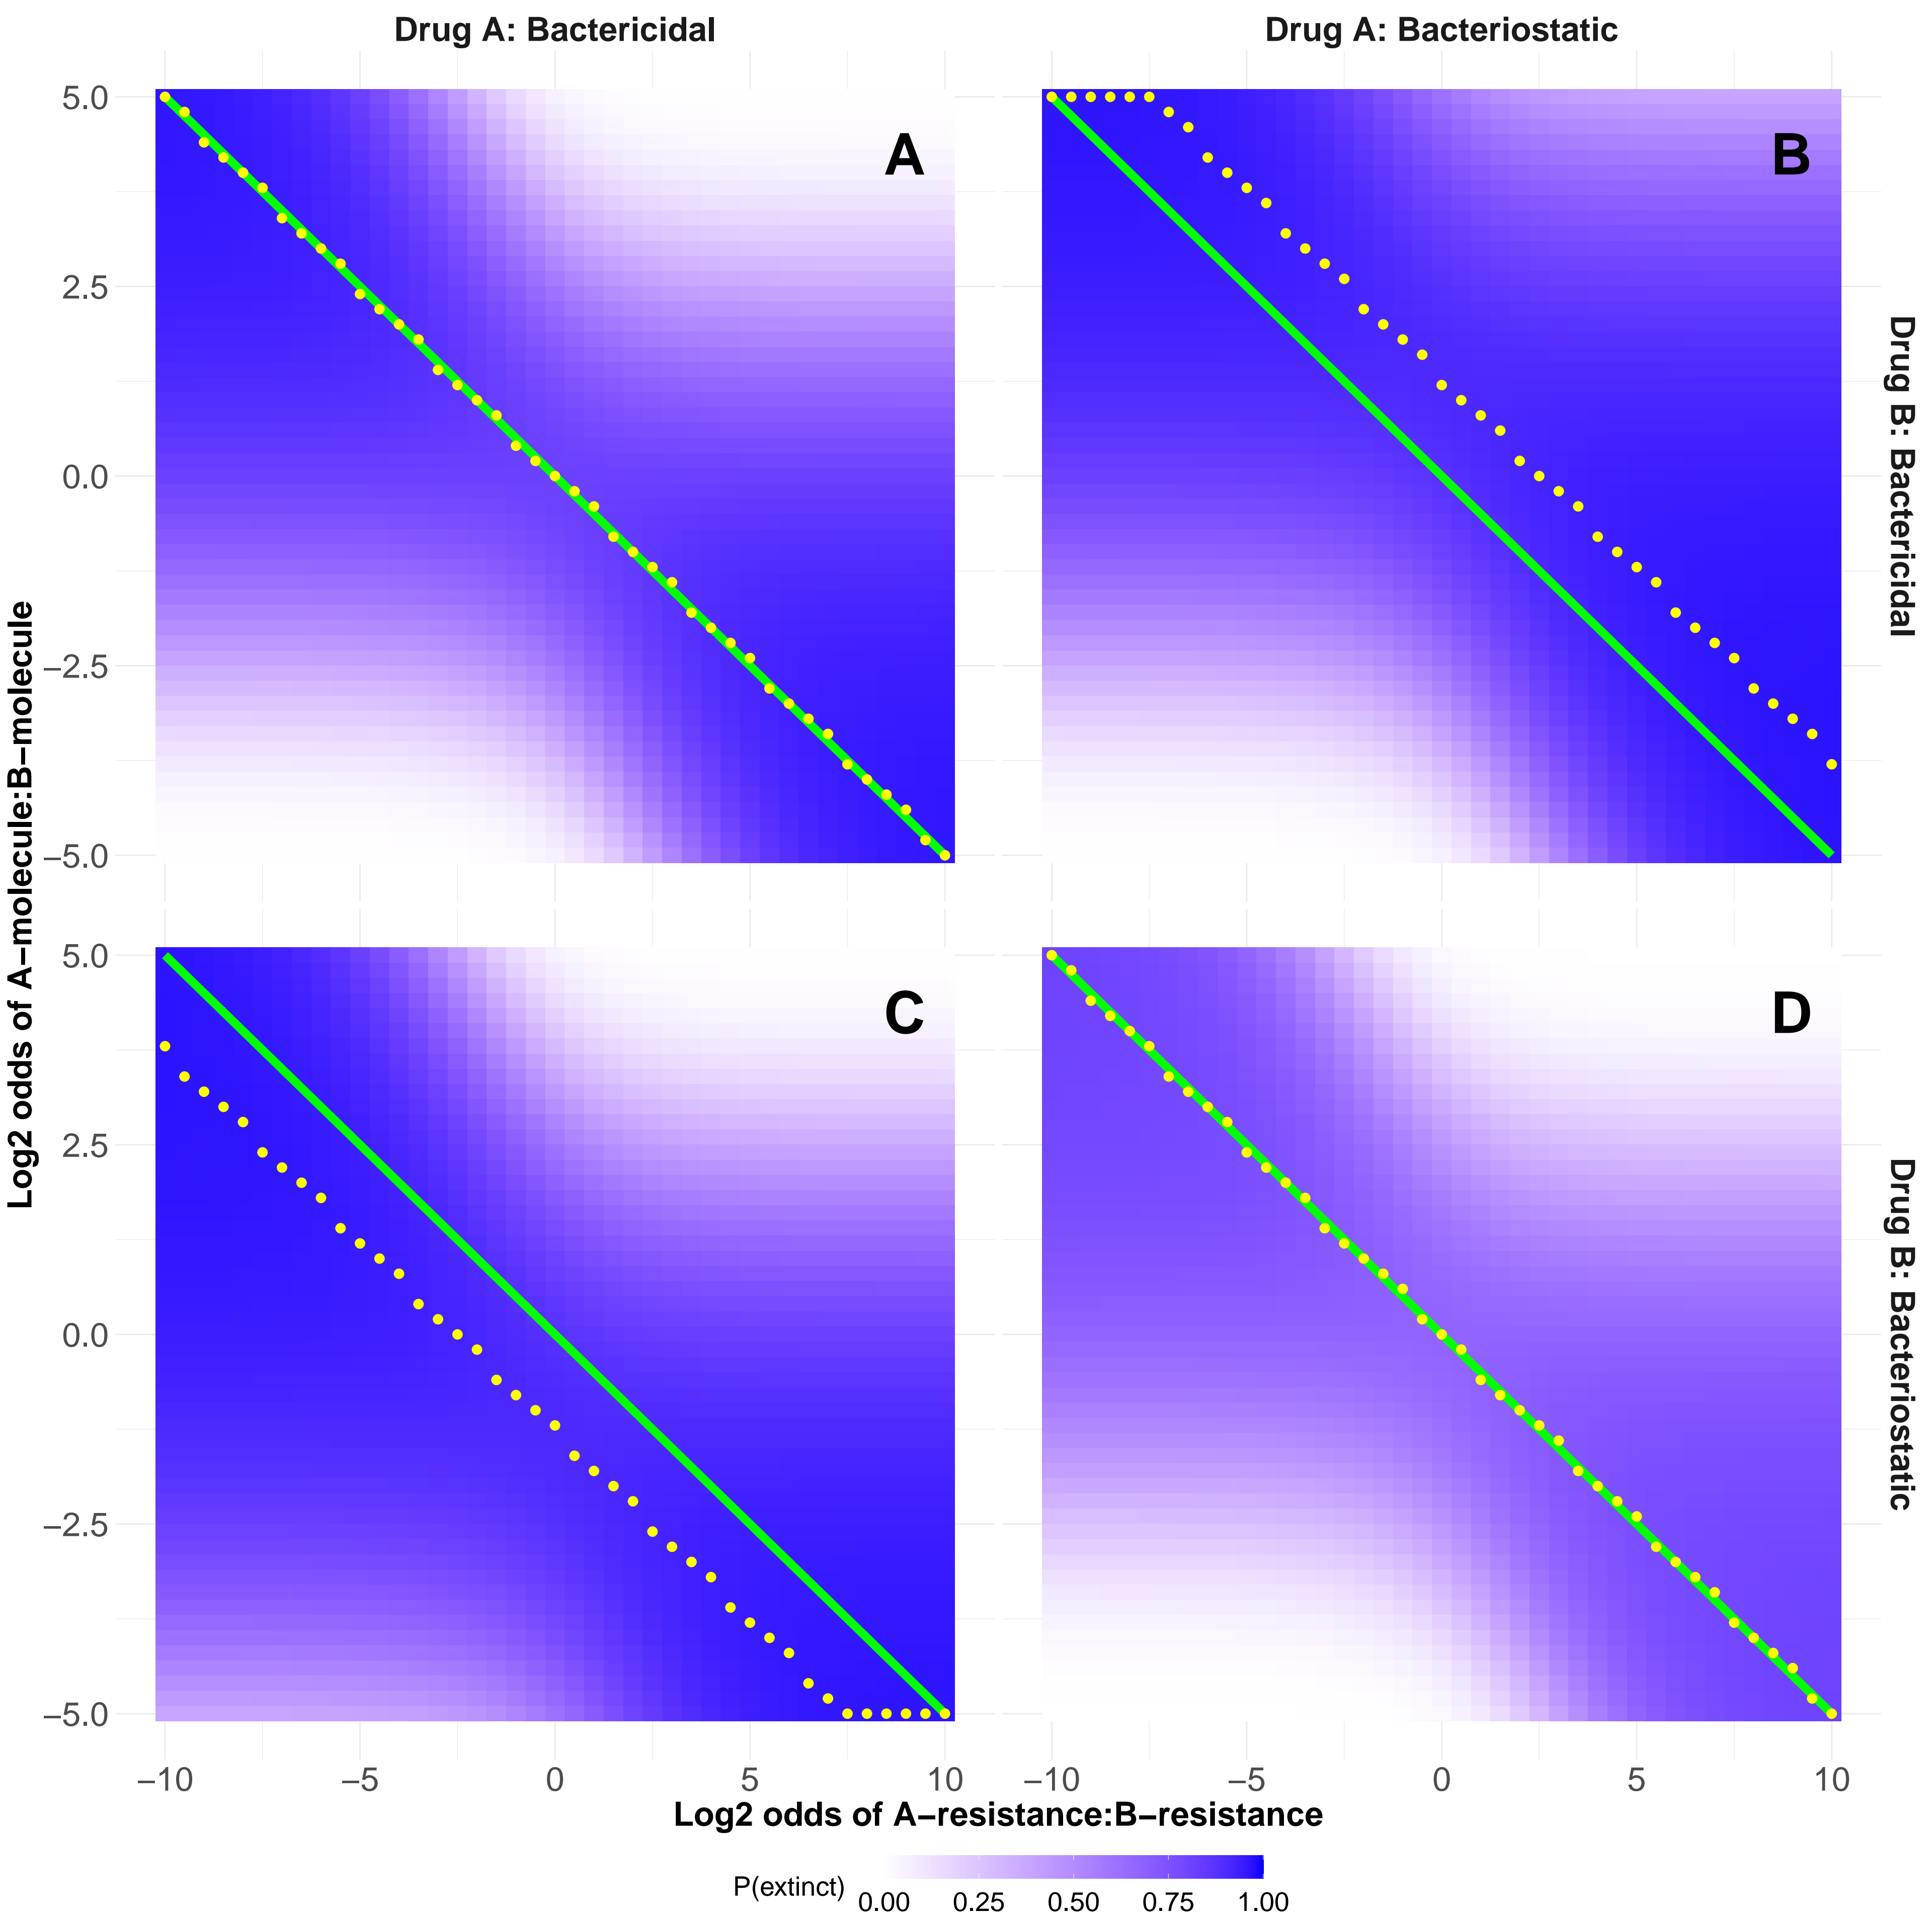 Drug A: Bactericidal
Drug A: Bacteriostatic
5.0
2.5
0.0
−2.5
−5.0
A
B
Drug B: Bactericidal
5.0
2.5
0.0
−2.5
−5.0
C
D
Drug B: Bacteriostatic
Log2 odds of A−molecule:B−molecule
−10
−5
0
5
10
−10
−5
0
5
10
Log2 odds of A−resistance:B−resistance
P(extinct)
0.00
0.25
0.50
0.75
1.00